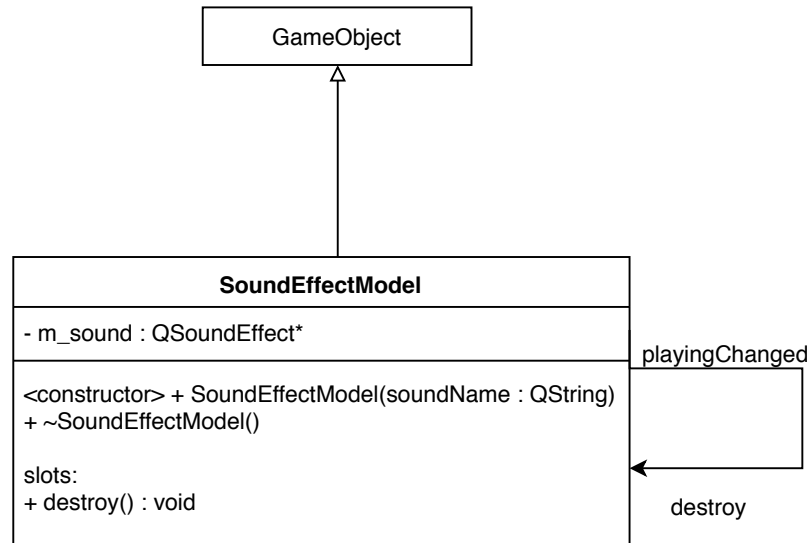 GameObject
SoundEffectModel
- m_sound : QSoundEffect*
playingChanged
<constructor> + SoundEffectModel(soundName : QString)
+ ~SoundEffectModel()
slots:
+ destroy() : void
destroy